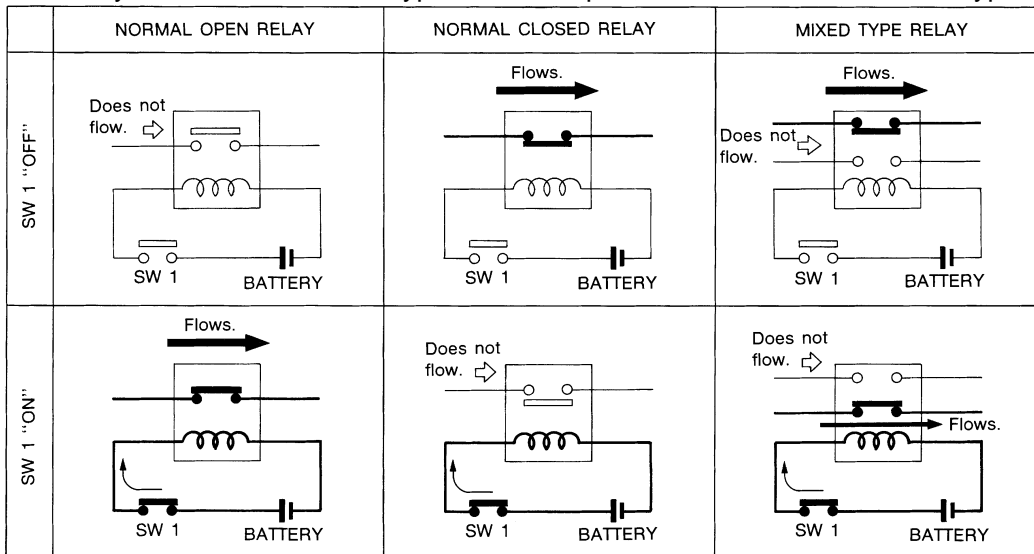 NORMAL OPEN RELAY
NORMAL CLOSED RELAY
MIXED TYPE RELAY
SW 1 “OFF”
Does not
flow.
SW 1
BATTERY
Flows.
SW 1
BATTERY
Flows.
Does not
flow.
SW 1
BATTERY
SW 1 “ON”
Flows.
SW 1
BATTERY
Does not
flow.
SW 1
BATTERY
Does not
flow.
Flows.
SW 1
BATTERY